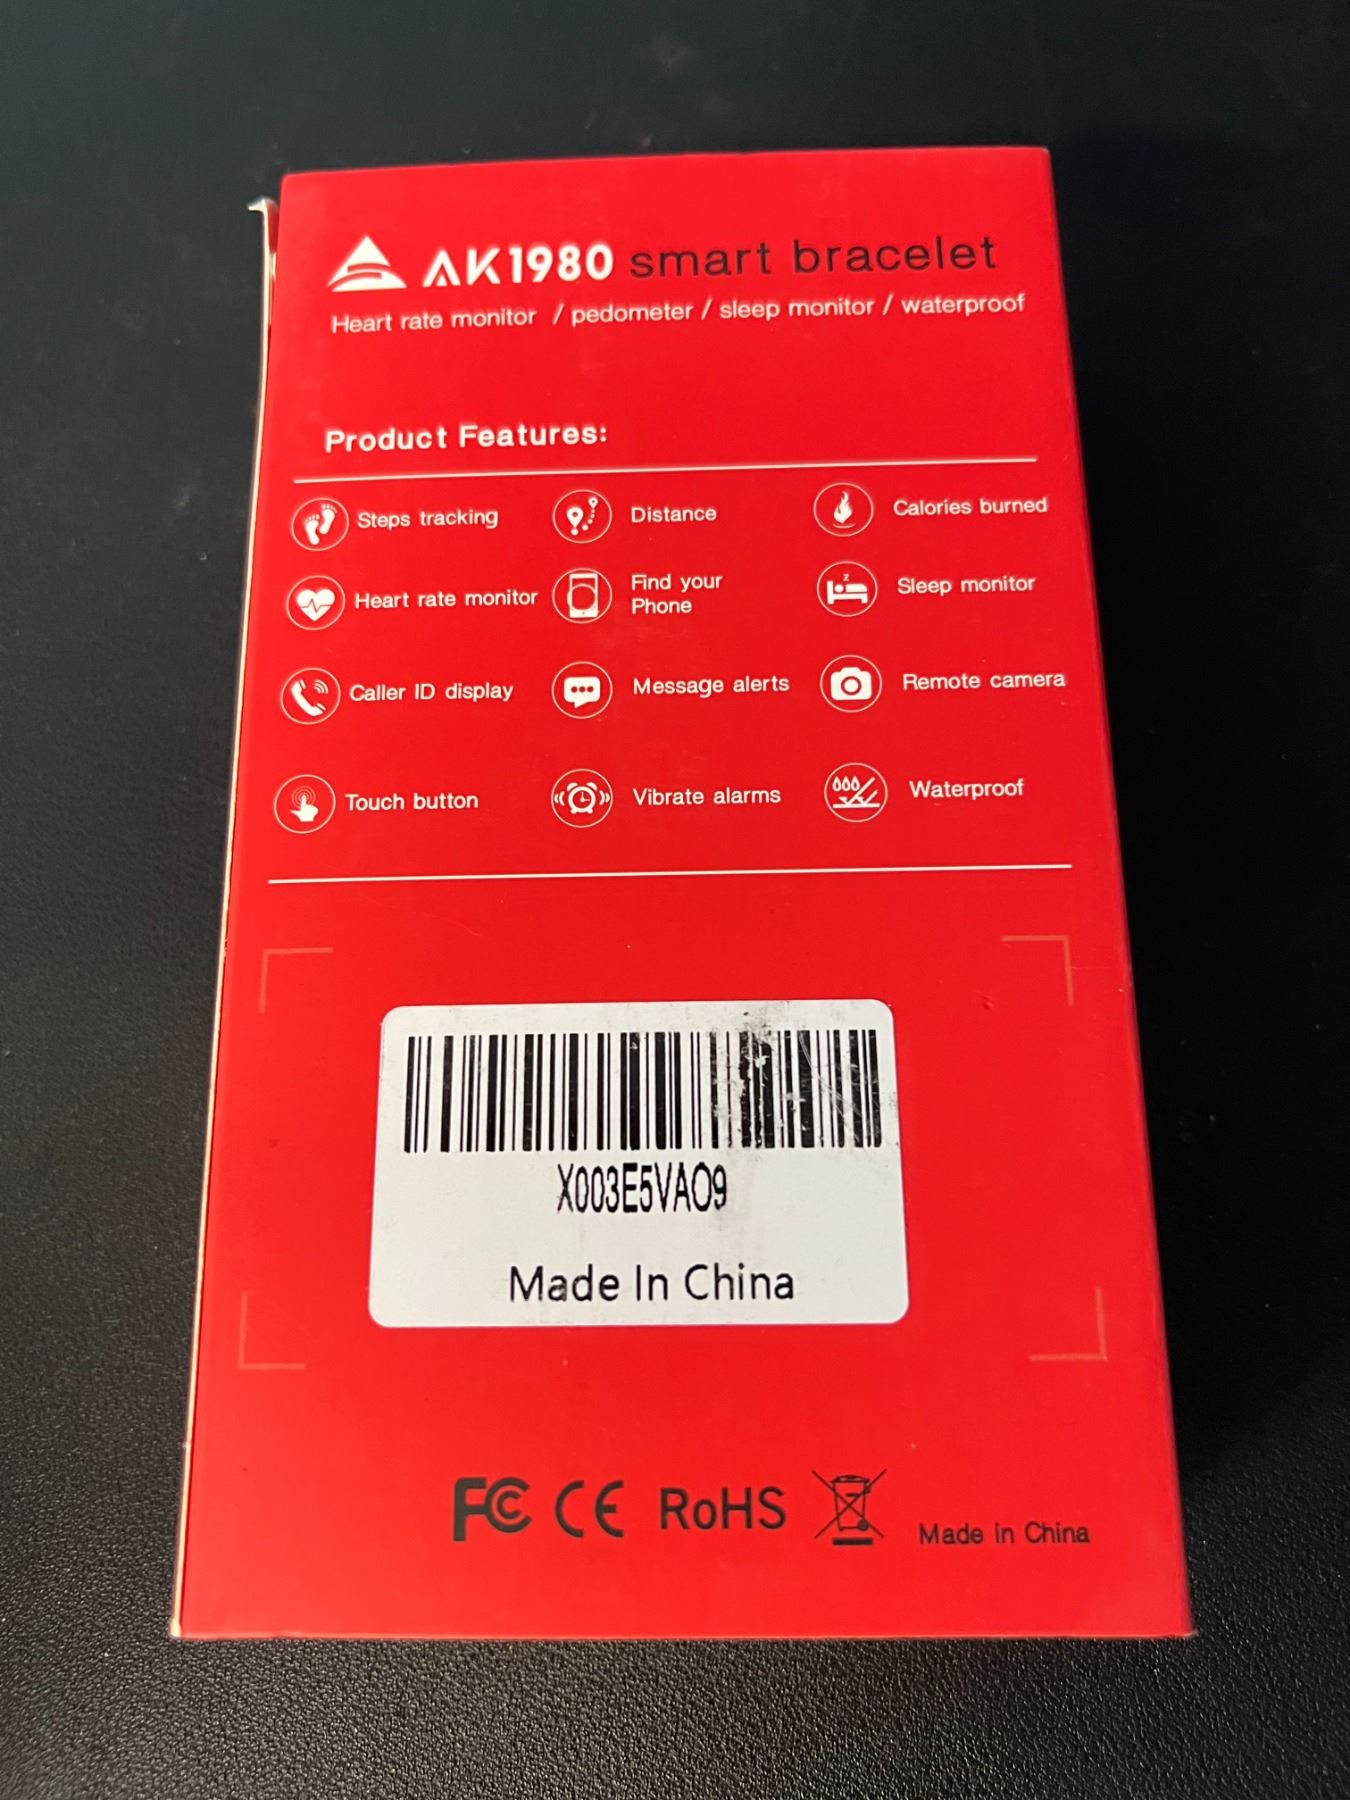 AK1980 smart bracelet
Heart rate monitor / pedometer / sleep monitor / waterproof
Product Features:
Steps tracking
Distance
Calories burned
Heart rate monitor
Find your
Phone
Sleep monitor
Caller ID display
Message alerts
Remote camera
Touch button
Vibrate alarms
Waterproof
X003E5VAO9
Made In China
FC CE RoHS
Made in China